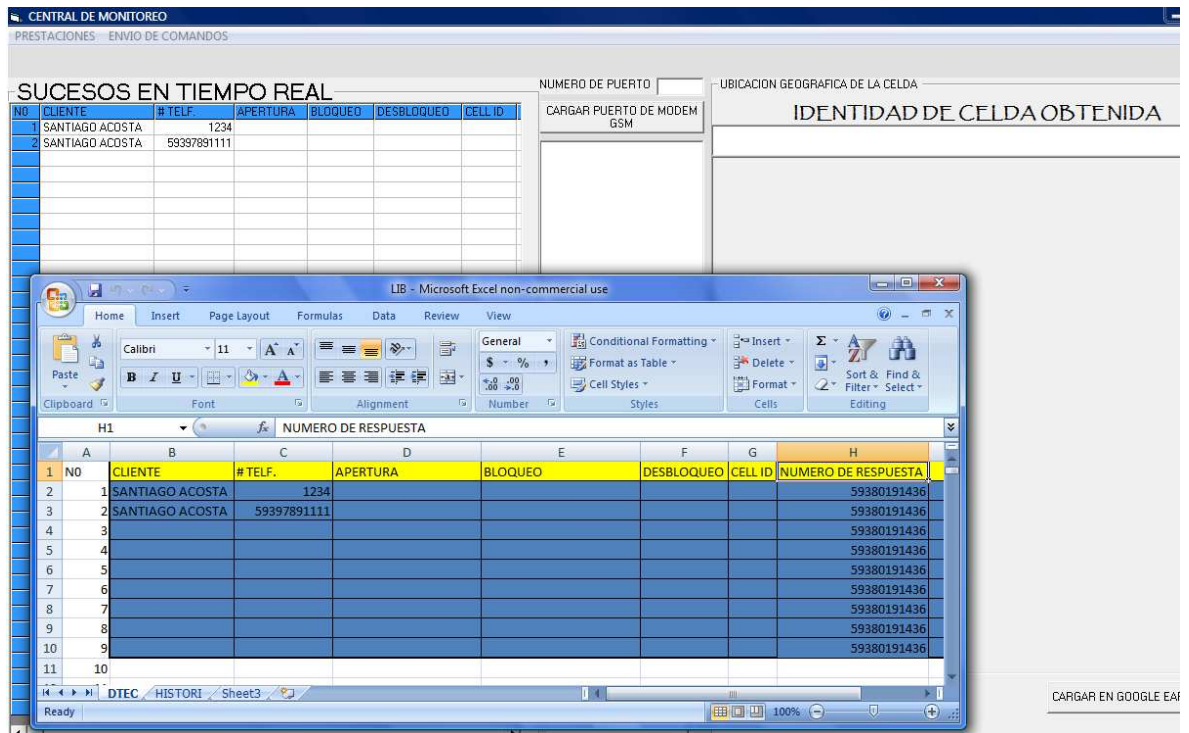 CENTRAL DE MONITOREO
PRESTACIONES ENVIO DE COMANDOS
SUCESOS EN TIEMPO REAL
N0 CLIENTE # TELF. APERTURA BLOQUEO DESBLOQUEO CELL ID
1 SANTIAGO ACOSTA 1234
2 SANTIAGO ACOSTA 59397891111
NUMERO DE PUERTO
CARGAR PUERTO DE MODEM
GSM
UBICACION GEOGRAFICA DE LA CELDA
IDENTIDAD DE CELDA OBTENIDA
LIB - Microsoft Excel non-commercial use
Home Insert Page Layout Formulas Data Review View
Paste
Calibri 11 A A
B I U A
General
$ % ,
.0 .00 .00 .0
Conditional Formatting
Format as Table
Cell Styles
Insert
Delete
Format
Σ
Sort & Filter
Find & Select
Clipboard Font Alignment Number Styles Cells Editing
H1 fx NUMERO DE RESPUESTA
A B C D E F G H
1 N0 CLIENTE # TELF. APERTURA BLOQUEO DESBLOQUEO CELL ID NUMERO DE RESPUESTA
2 1 SANTIAGO ACOSTA 1234 59380191436
3 2 SANTIAGO ACOSTA 59397891111 59380191436
4 3 59380191436
5 4 59380191436
6 5 59380191436
7 6 59380191436
8 7 59380191436
9 8 59380191436
10 9 59380191436
11 10
DTEC HISTORI Sheet3
Ready 100%
CARGAR EN GOOGLE EAR